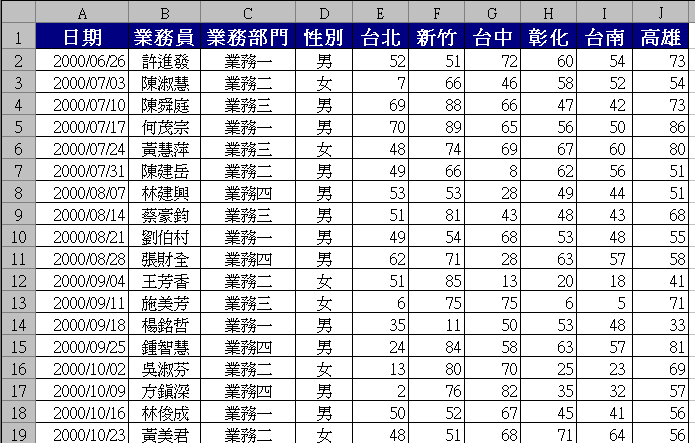 A B C D E F G H I J
1 日期 業務員 業務部門 性別 台北 新竹 台中 彰化 台南 高雄
2 2000/06/26 許進發 業務一 男 52 51 72 60 54 73
3 2000/07/03 陳淑慧 業務二 女 7 66 46 58 52 54
4 2000/07/10 陳舜庭 業務三 男 69 88 66 47 42 73
5 2000/07/17 何茂宗 業務一 男 70 89 65 56 50 86
6 2000/07/24 黃慧萍 業務三 女 48 74 69 67 60 80
7 2000/07/31 陳建岳 業務二 男 49 66 8 62 56 51
8 2000/08/07 林建興 業務四 男 53 53 28 49 44 51
9 2000/08/14 蔡豪鈞 業務三 男 51 81 43 48 43 68
10 2000/08/21 劉伯村 業務一 男 49 54 68 53 48 55
11 2000/08/28 張財全 業務四 男 62 71 28 63 57 58
12 2000/09/04 王芳香 業務二 女 51 85 13 20 18 41
13 2000/09/11 施美芳 業務三 女 6 75 75 6 5 71
14 2000/09/18 楊銘哲 業務一 男 35 11 50 53 48 33
15 2000/09/25 鍾智慧 業務四 男 24 84 58 63 57 81
16 2000/10/02 吳淑芬 業務二 女 13 80 70 25 23 69
17 2000/10/09 方鎮深 業務四 男 2 76 82 35 32 57
18 2000/10/16 林俊成 業務一 男 50 52 67 45 41 56
19 2000/10/23 黃美君 業務二 女 48 51 68 71 64 56